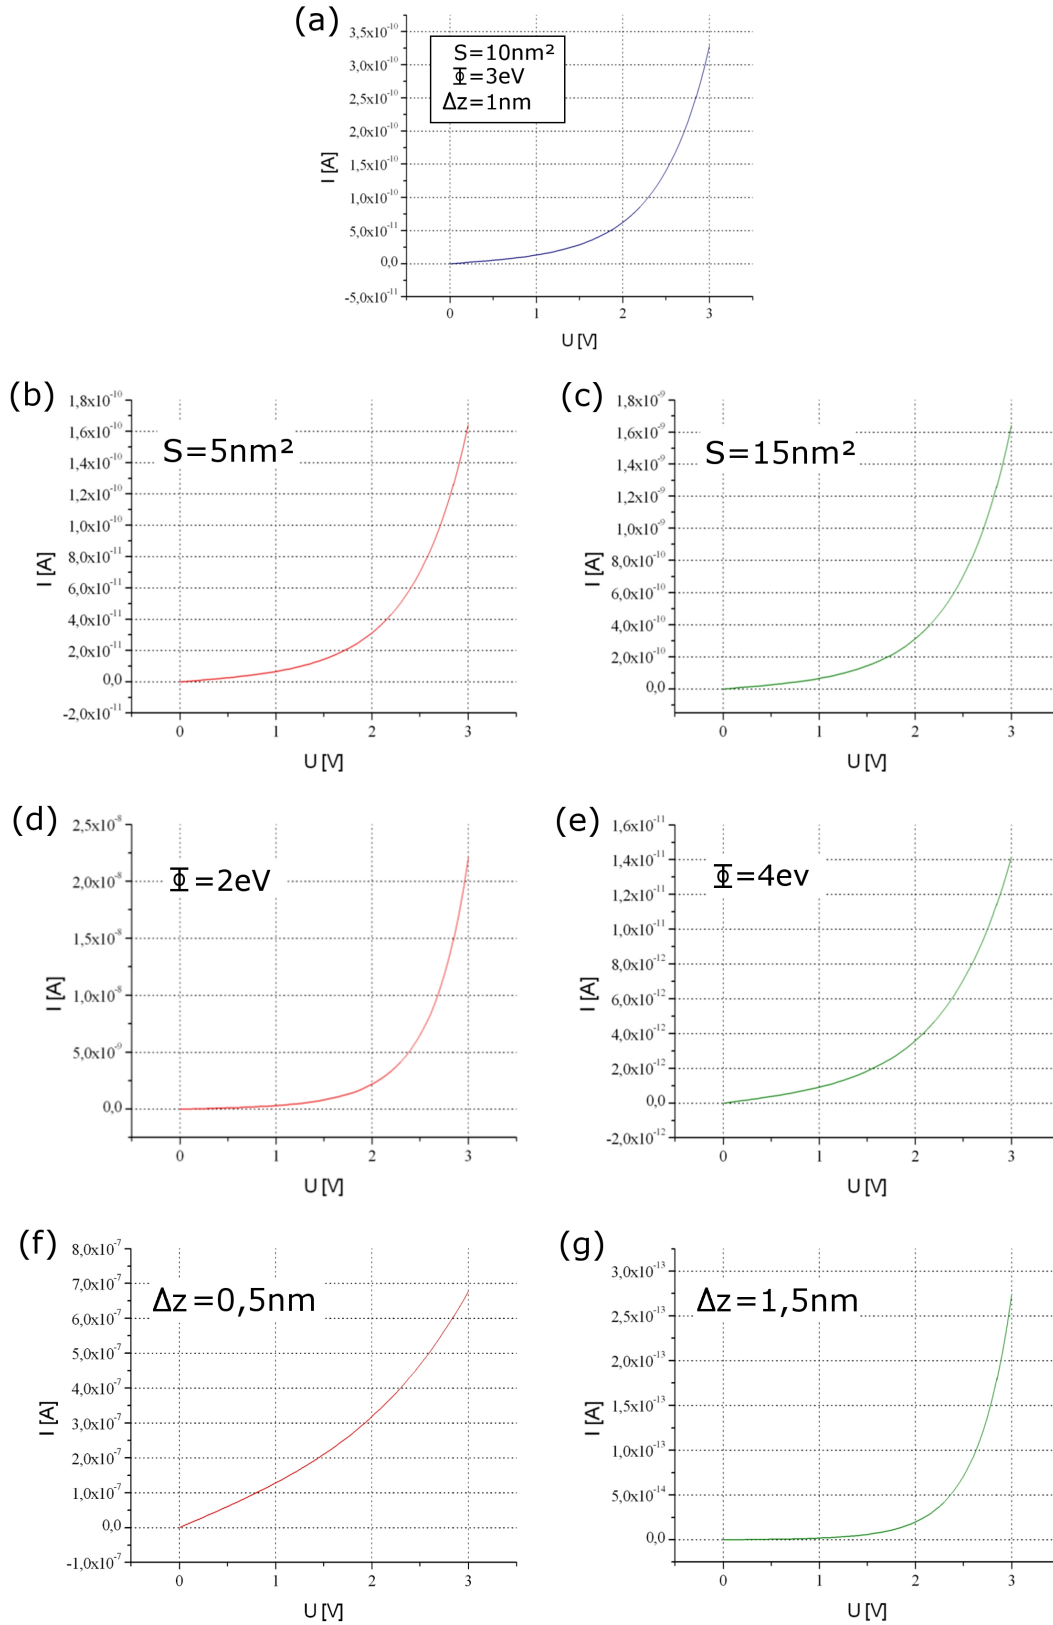 (a)
3,5x10⁻¹⁰
3,0x10⁻¹⁰
2,5x10⁻¹⁰
2,0x10⁻¹⁰
1,5x10⁻¹⁰
1,0x10⁻¹⁰
5,0x10⁻¹¹
0,0
-5,0x10⁻¹¹
I [A]
S=10nm²
Φ=3eV
Δz=1nm
0 1 2 3
U [V]
(b)
1,8x10⁻¹⁰
1,6x10⁻¹⁰
1,4x10⁻¹⁰
1,2x10⁻¹⁰
1,0x10⁻¹⁰
8,0x10⁻¹¹
6,0x10⁻¹¹
4,0x10⁻¹¹
2,0x10⁻¹¹
0,0
-2,0x10⁻¹¹
I [A]
S=5nm²
0 1 2 3
U [V]
(c)
1,8x10⁻⁹
1,6x10⁻⁹
1,4x10⁻⁹
1,2x10⁻⁹
1,0x10⁻⁹
8,0x10⁻¹⁰
6,0x10⁻¹⁰
4,0x10⁻¹⁰
2,0x10⁻¹⁰
0,0
I [A]
S=15nm²
0 1 2 3
U [V]
(d)
2,5x10⁻⁸
2,0x10⁻⁸
1,5x10⁻⁸
1,0x10⁻⁸
5,0x10⁻⁹
0,0
I [A]
Φ=2eV
0 1 2 3
U [V]
(e)
1,6x10⁻¹¹
1,4x10⁻¹¹
1,2x10⁻¹¹
1,0x10⁻¹¹
8,0x10⁻¹²
6,0x10⁻¹²
4,0x10⁻¹²
2,0x10⁻¹²
0,0
-2,0x10⁻¹²
I [A]
Φ=4ev
0 1 2 3
U [V]
(f)
8,0x10⁻⁷
7,0x10⁻⁷
6,0x10⁻⁷
5,0x10⁻⁷
4,0x10⁻⁷
3,0x10⁻⁷
2,0x10⁻⁷
1,0x10⁻⁷
0,0
-1,0x10⁻⁷
I [A]
Δz=0,5nm
0 1 2 3
U [V]
(g)
3,0x10⁻¹³
2,5x10⁻¹³
2,0x10⁻¹³
1,5x10⁻¹³
1,0x10⁻¹³
5,0x10⁻¹⁴
0,0
I [A]
Δz=1,5nm
0 1 2 3
U [V]